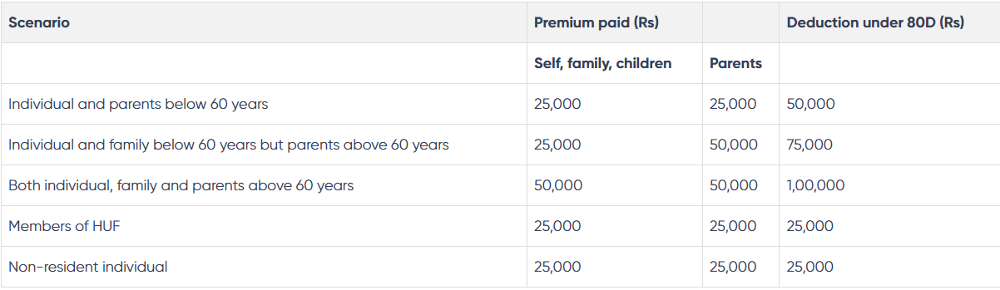 Scenario Premium paid (Rs) Deduction under 80D (Rs)
Self, family, children Parents
Individual and parents below 60 years 25,000 25,000 50,000
Individual and family below 60 years but parents above 60 years 25,000 50,000 75,000
Both individual, family and parents above 60 years 50,000 50,000 1,00,000
Members of HUF 25,000 25,000 25,000
Non-resident individual 25,000 25,000 25,000